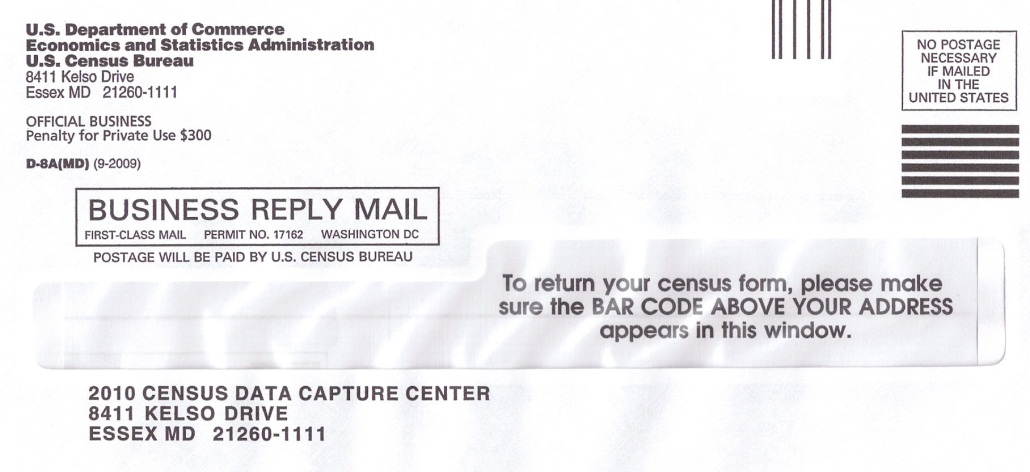 U.S. Department of Commerce
Economics and Statistics Administration
U.S. Census Bureau
8411 Kelso Drive
Essex MD 21260-1111
OFFICIAL BUSINESS
Penalty for Private Use $300
D-8A(MD) (9-2009)
NO POSTAGE
NECESSARY
IF MAILED
IN THE
UNITED STATES
BUSINESS REPLY MAIL
FIRST-CLASS MAIL PERMIT NO. 17162 WASHINGTON DC
POSTAGE WILL BE PAID BY U.S. CENSUS BUREAU
To return your census form, please make
sure the BAR CODE ABOVE YOUR ADDRESS
appears in this window.
2010 CENSUS DATA CAPTURE CENTER
8411 KELSO DRIVE
ESSEX MD 21260-1111